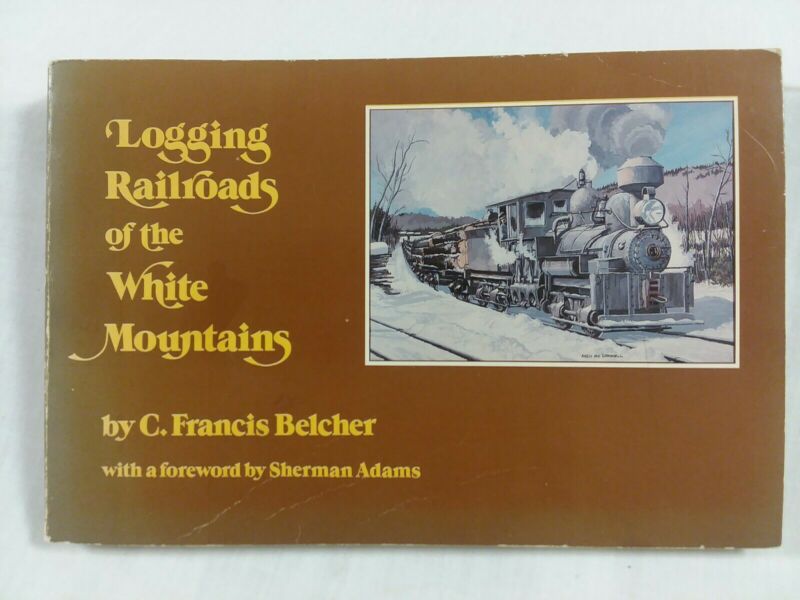 Logging
Railroads
of the
White
Mountains
by C. Francis Belcher
with a foreword by Sherman Adams